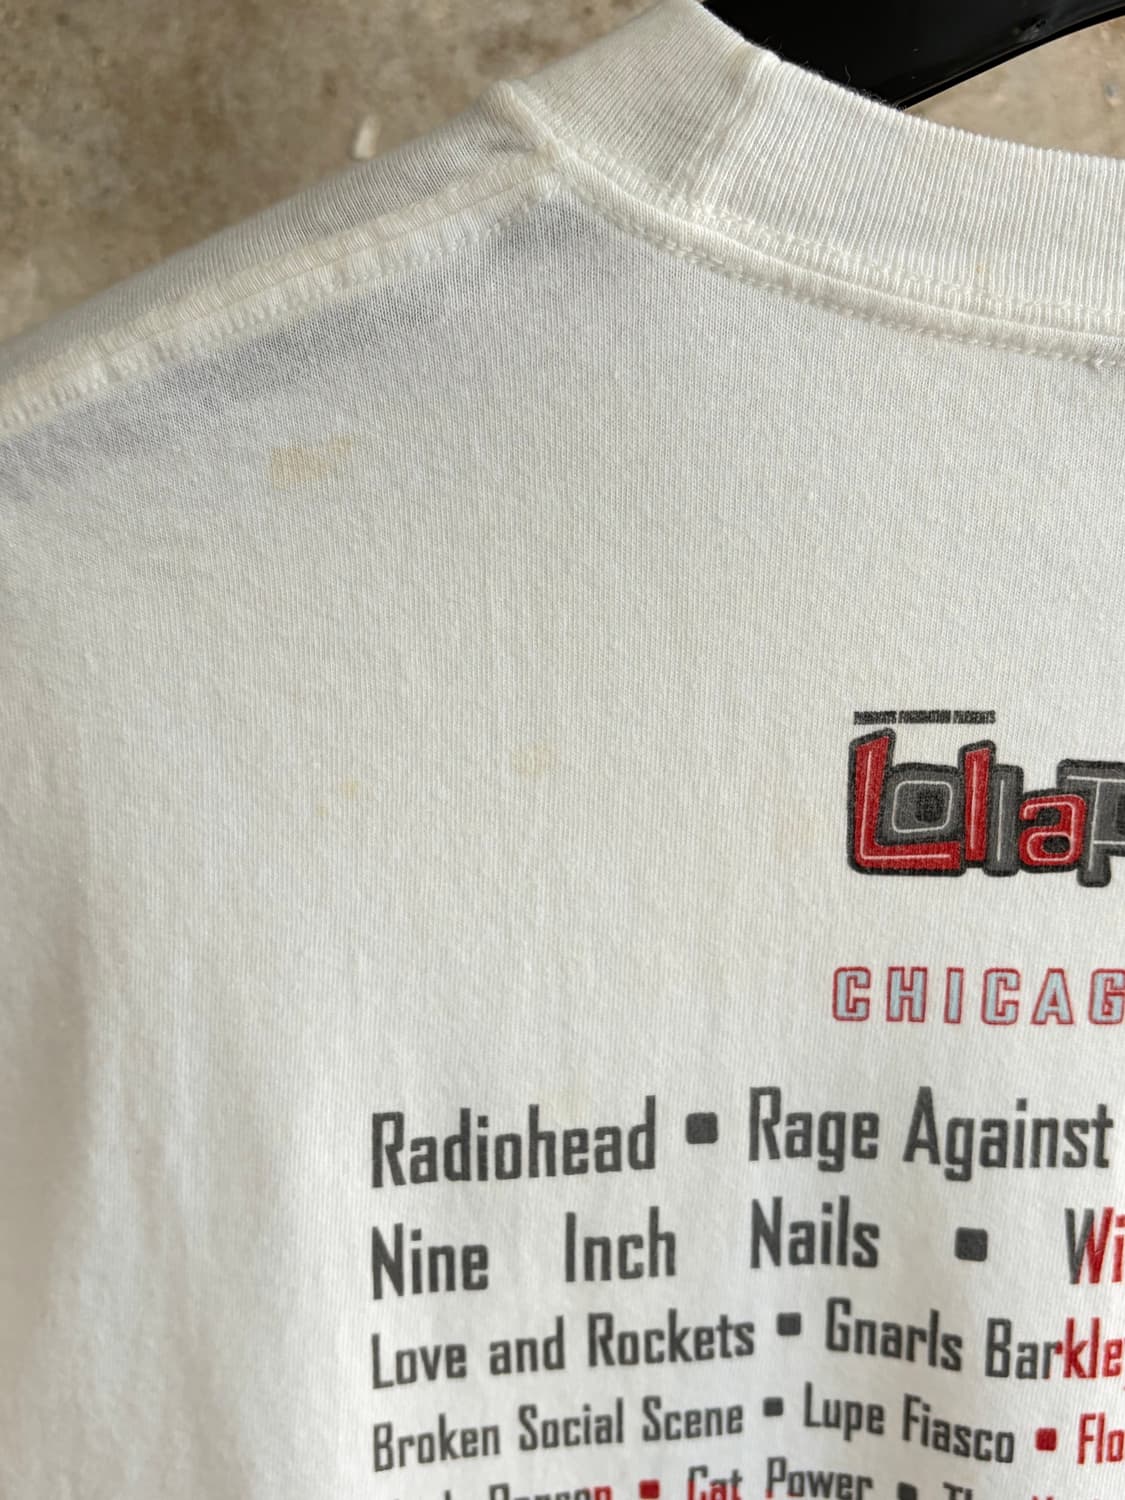 Lollap
CHICAG
Radiohead • Rage Against
Nine Inch Nails • Wi
Love and Rockets • Gnarls Barkle
Broken Social Scene • Lupe Fiasco • Flo
• Cat Power •